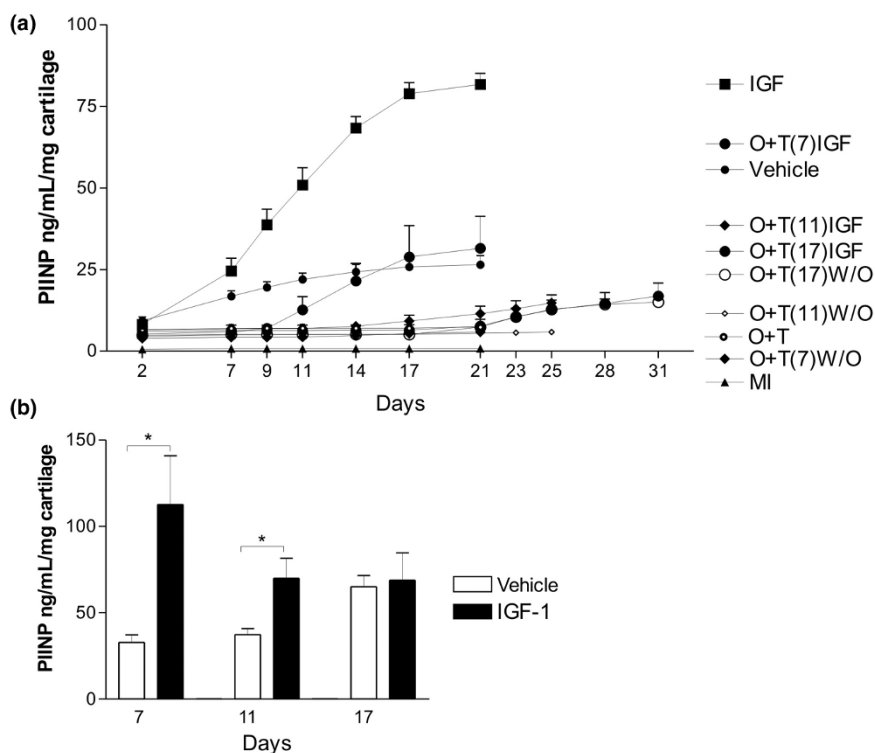 (a)
PIINP ng/mL/mg cartilage
100
75
50
25
0
2 7 9 11 14 17 21 23 25 28 31
Days
IGF
O+T(7)IGF
Vehicle
O+T(11)IGF
O+T(17)IGF
O+T(17)W/O
O+T(11)W/O
O+T
O+T(7)W/O
MI
(b)
PIINP ng/mL/mg cartilage
150
100
50
0
* *
7 11 17
Days
Vehicle
IGF-1